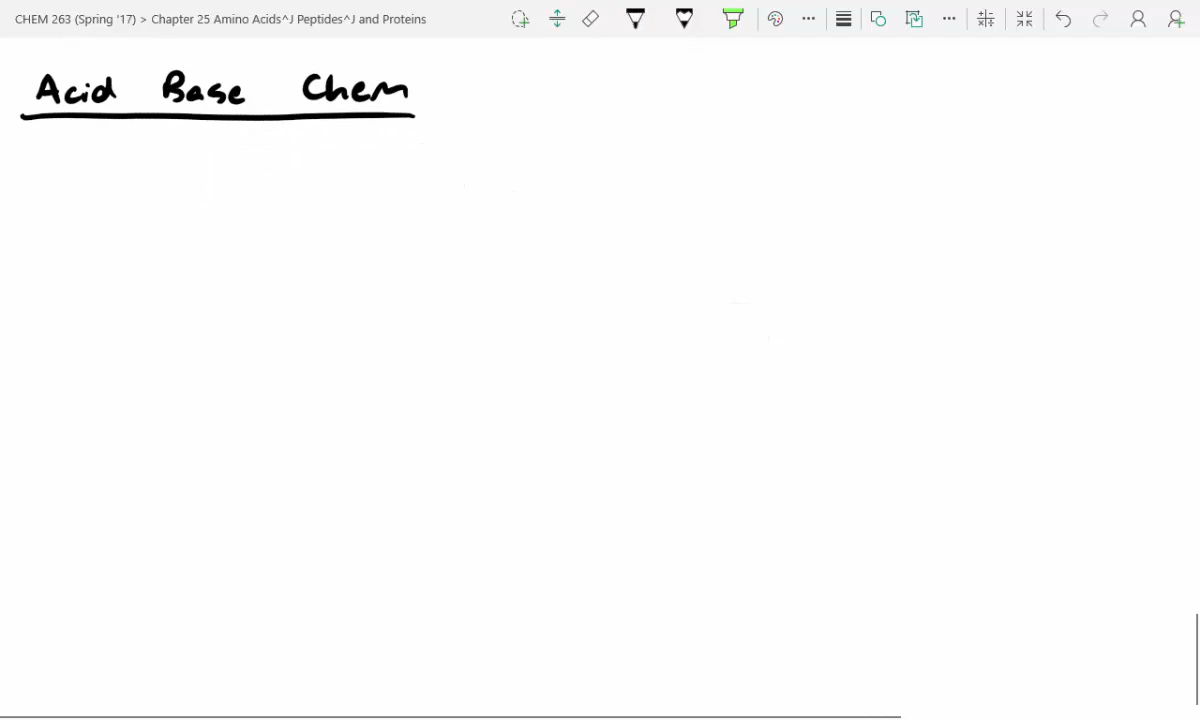 CHEM 263 (Spring '17) > Chapter 25 Amino Acids^J Peptides^J and Proteins
Acid Base Chem